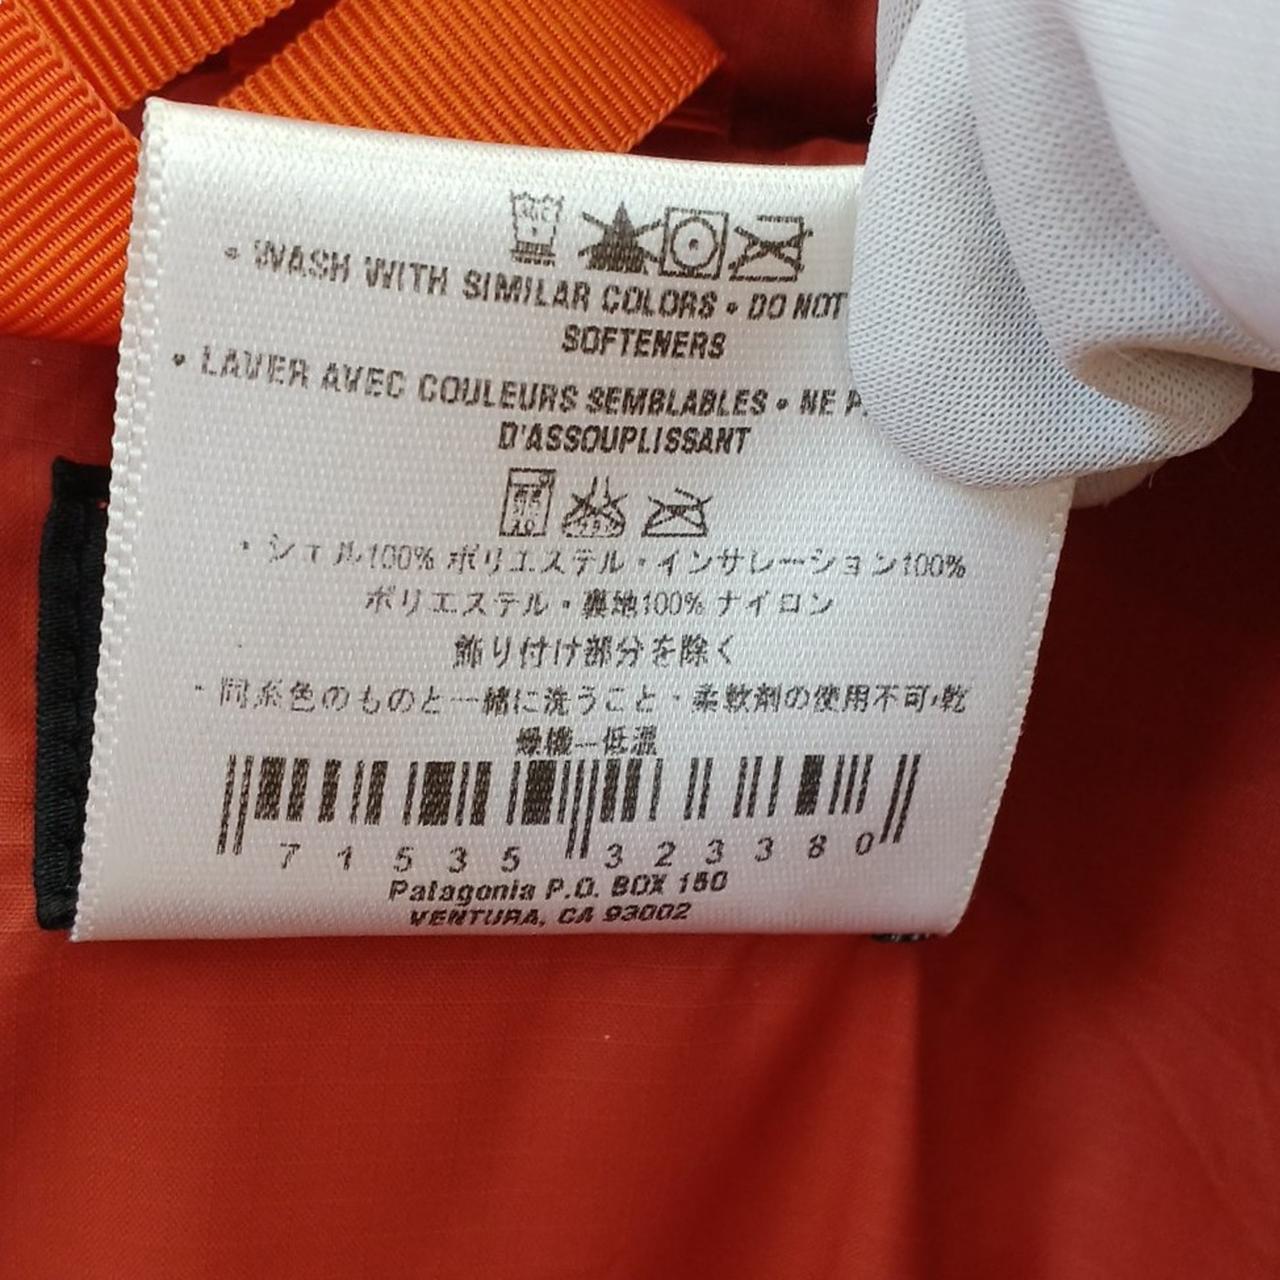 • WASH WITH SIMILAR COLORS • DO NOT
SOFTENERS
• LAVER AVEC COULEURS SEMBLABLES • NE
D'ASSOUPLISSANT
・シェル100% ポリエステル・インサレーション100%
ポリエステル・裏地100% ナイロン
飾り付け部分を除く
・同系色のものと一緒に洗うこと・柔軟剤の使用不可・乾
燥機―低温
7 1 5 3 5 3 2 3 3 8 0
Patagonia P.O. BOX 150
VENTURA, CA 93002